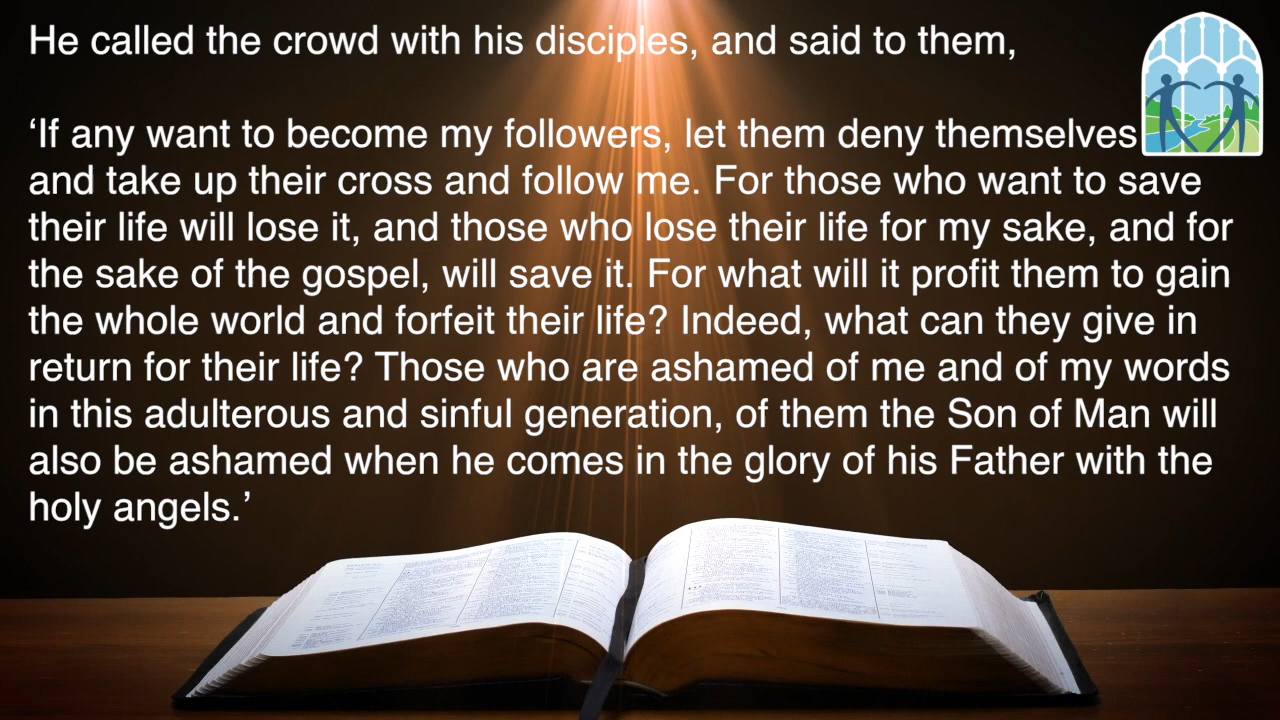 He called the crowd with his disciples, and said to them,
‘If any want to become my followers, let them deny themselves
and take up their cross and follow me. For those who want to save
their life will lose it, and those who lose their life for my sake, and for
the sake of the gospel, will save it. For what will it profit them to gain
the whole world and forfeit their life? Indeed, what can they give in
return for their life? Those who are ashamed of me and of my words
in this adulterous and sinful generation, of them the Son of Man will
also be ashamed when he comes in the glory of his Father with the
holy angels.’